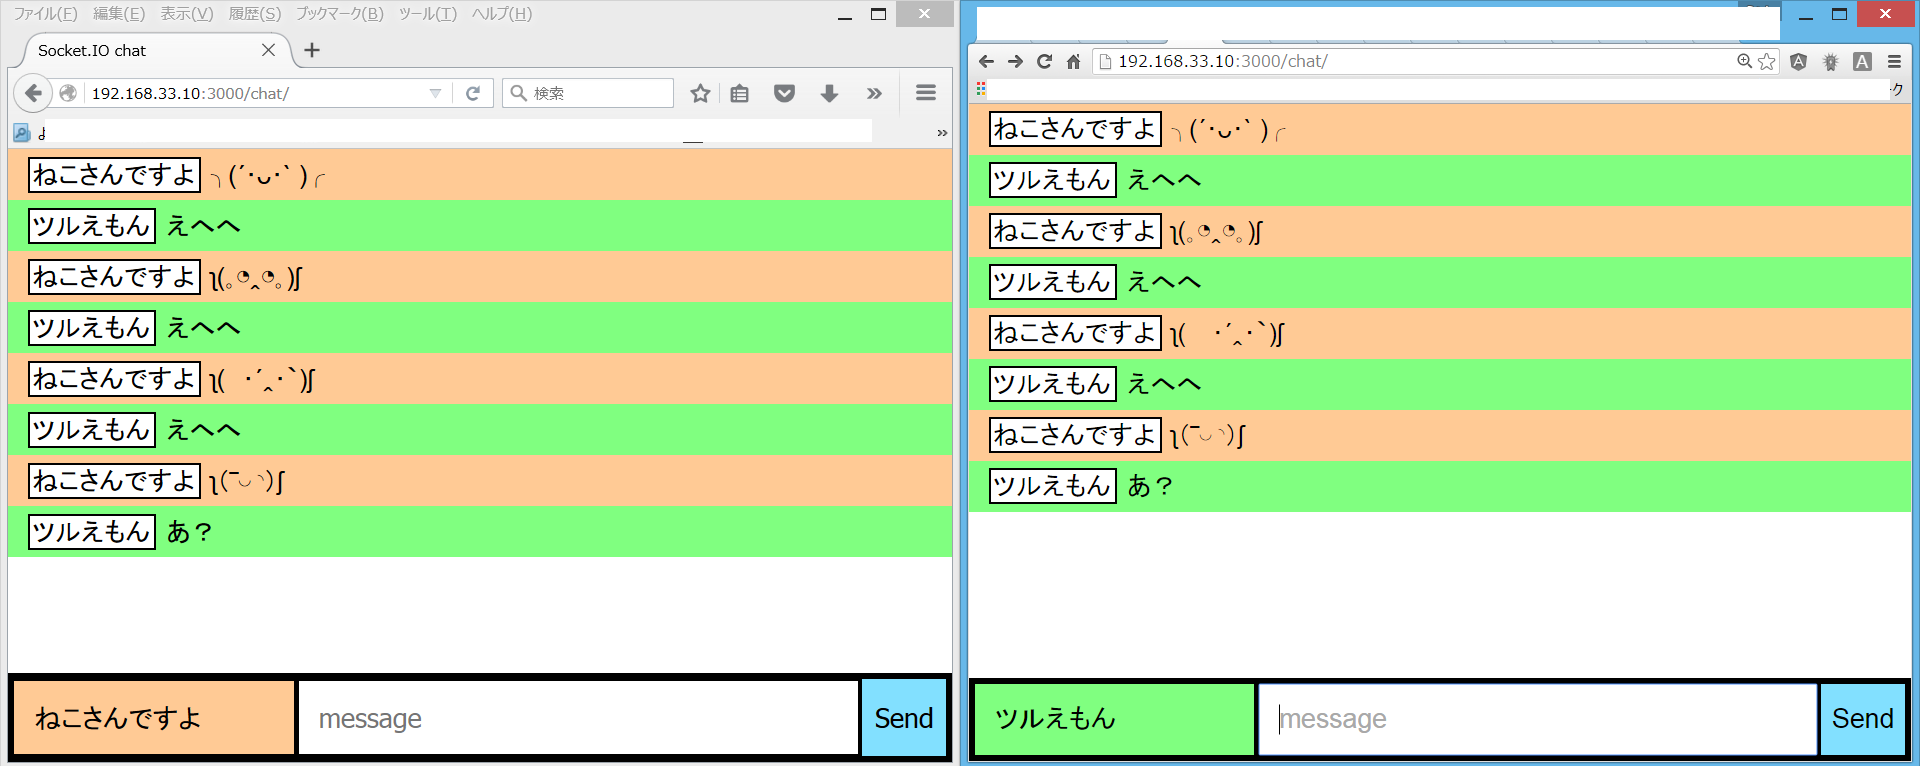 ファイル(F) 編集(E) 表示(V) 履歴(S) ブックマーク(B) ツール(T) ヘルプ(H)
Socket.IO chat
192.168.33.10:3000/chat/
検索
ねこさんですよ ╮(´･ᴗ･` )╭
ツルえもん えへへ
ねこさんですよ ʅ(｡◔‸◔｡)ʃ
ツルえもん えへへ
ねこさんですよ ʅ(　･´‸･`)ʃ
ツルえもん えへへ
ねこさんですよ ʅ(‾◡◝)ʃ
ツルえもん あ？
ねこさんですよ message Send
192.168.33.10:3000/chat/
ねこさんですよ ╮(´･ᴗ･` )╭
ツルえもん えへへ
ねこさんですよ ʅ(｡◔‸◔｡)ʃ
ツルえもん えへへ
ねこさんですよ ʅ(　･´‸･`)ʃ
ツルえもん えへへ
ねこさんですよ ʅ(‾◡◝)ʃ
ツルえもん あ？
ツルえもん message Send